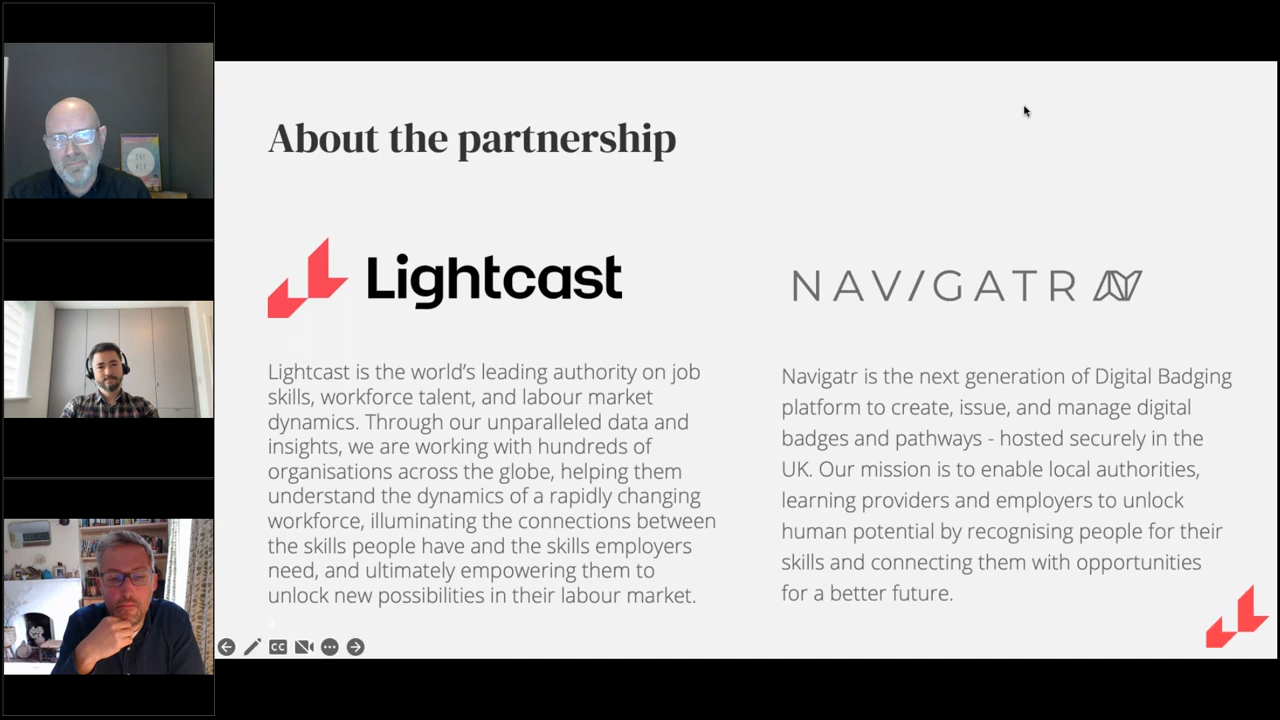 About the partnership
Lightcast
Lightcast is the world's leading authority on job
skills, workforce talent, and labour market
dynamics. Through our unparalleled data and
insights, we are working with hundreds of
organisations across the globe, helping them
understand the dynamics of a rapidly changing
workforce, illuminating the connections between
the skills people have and the skills employers
need, and ultimately empowering them to
unlock new possibilities in their labour market.
NAVIGATR
Navigatr is the next generation of Digital Badging
platform to create, issue, and manage digital
badges and pathways - hosted securely in the
UK. Our mission is to enable local authorities,
learning providers and employers to unlock
human potential by recognising people for their
skills and connecting them with opportunities
for a better future.
3
CC